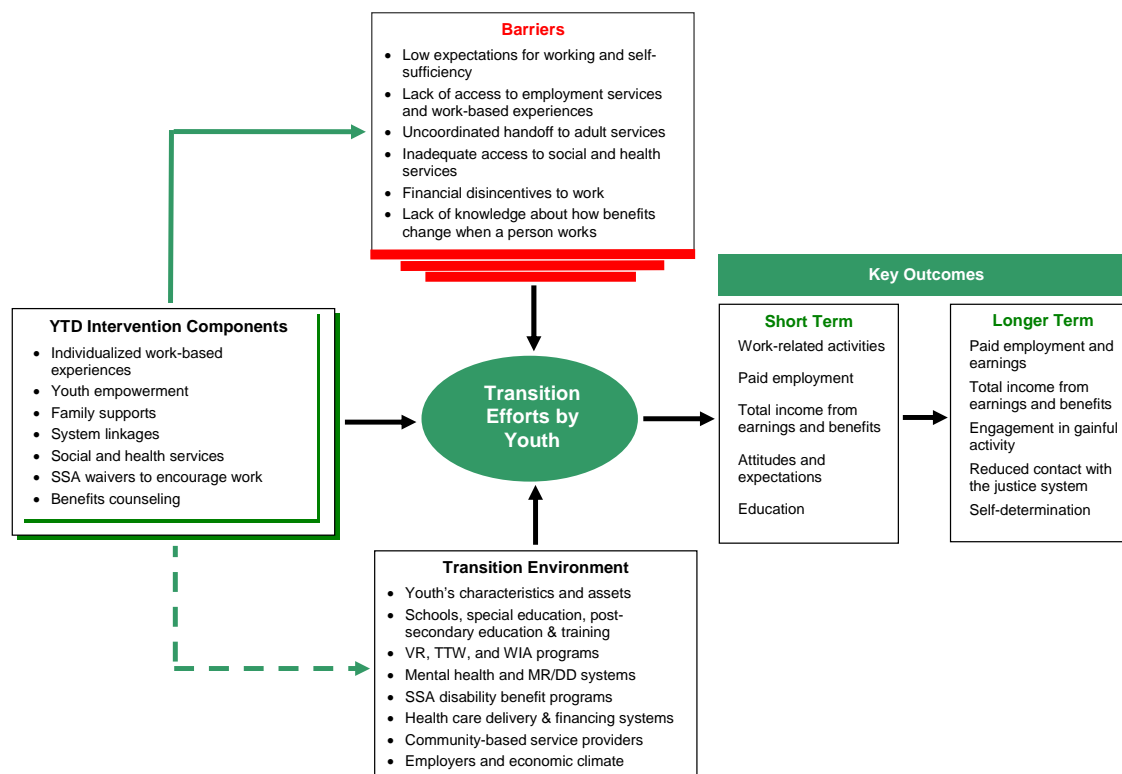 Barriers
• Low expectations for working and self-
sufficiency
• Lack of access to employment services
and work-based experiences
• Uncoordinated handoff to adult services
• Inadequate access to social and health
services
• Financial disincentives to work
• Lack of knowledge about how benefits
change when a person works
YTD Intervention Components
• Individualized work-based
experiences
• Youth empowerment
• Family supports
• System linkages
• Social and health services
• SSA waivers to encourage work
• Benefits counseling
Transition
Efforts by
Youth
Key Outcomes
Short Term
Work-related activities
Paid employment
Total income from
earnings and benefits
Attitudes and
expectations
Education
Longer Term
Paid employment and
earnings
Total income from
earnings and benefits
Engagement in gainful
activity
Reduced contact with
the justice system
Self-determination
Transition Environment
• Youth's characteristics and assets
• Schools, special education, post-
secondary education & training
• VR, TTW, and WIA programs
• Mental health and MR/DD systems
• SSA disability benefit programs
• Health care delivery & financing systems
• Community-based service providers
• Employers and economic climate